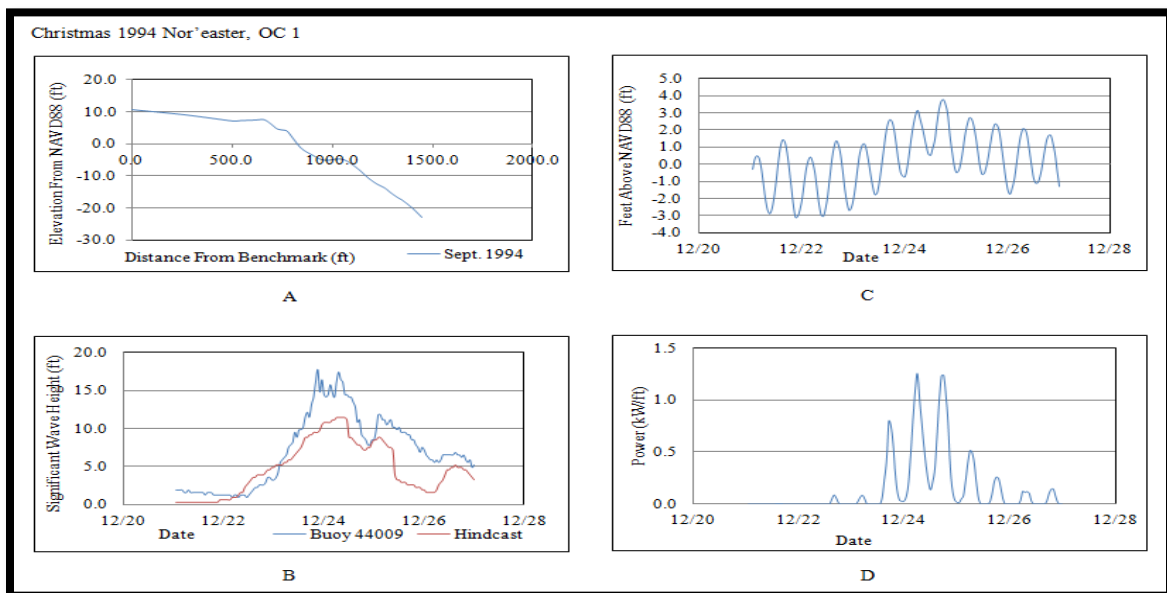 Christmas 1994 Nor'easter, OC 1
Elevation From NAVD88 (ft)
20.0
10.0
0.0
-10.0
-20.0
-30.0
0.0 500.0 1000.0 1500.0 2000.0
Distance From Benchmark (ft)
Sept. 1994
A
Feet Above NAVD88 (ft)
5.0
4.0
3.0
2.0
1.0
0.0
-1.0
-2.0
-3.0
-4.0
12/20 12/22 12/24 12/26 12/28
Date
C
Significant Wave Height (ft)
20.0
15.0
10.0
5.0
0.0
12/20 12/22 12/24 12/26 12/28
Date
Buoy 44009 Hindcast
B
Power (kW/ft)
1.5
1.0
0.5
0.0
12/20 12/22 12/24 12/26 12/28
Date
D